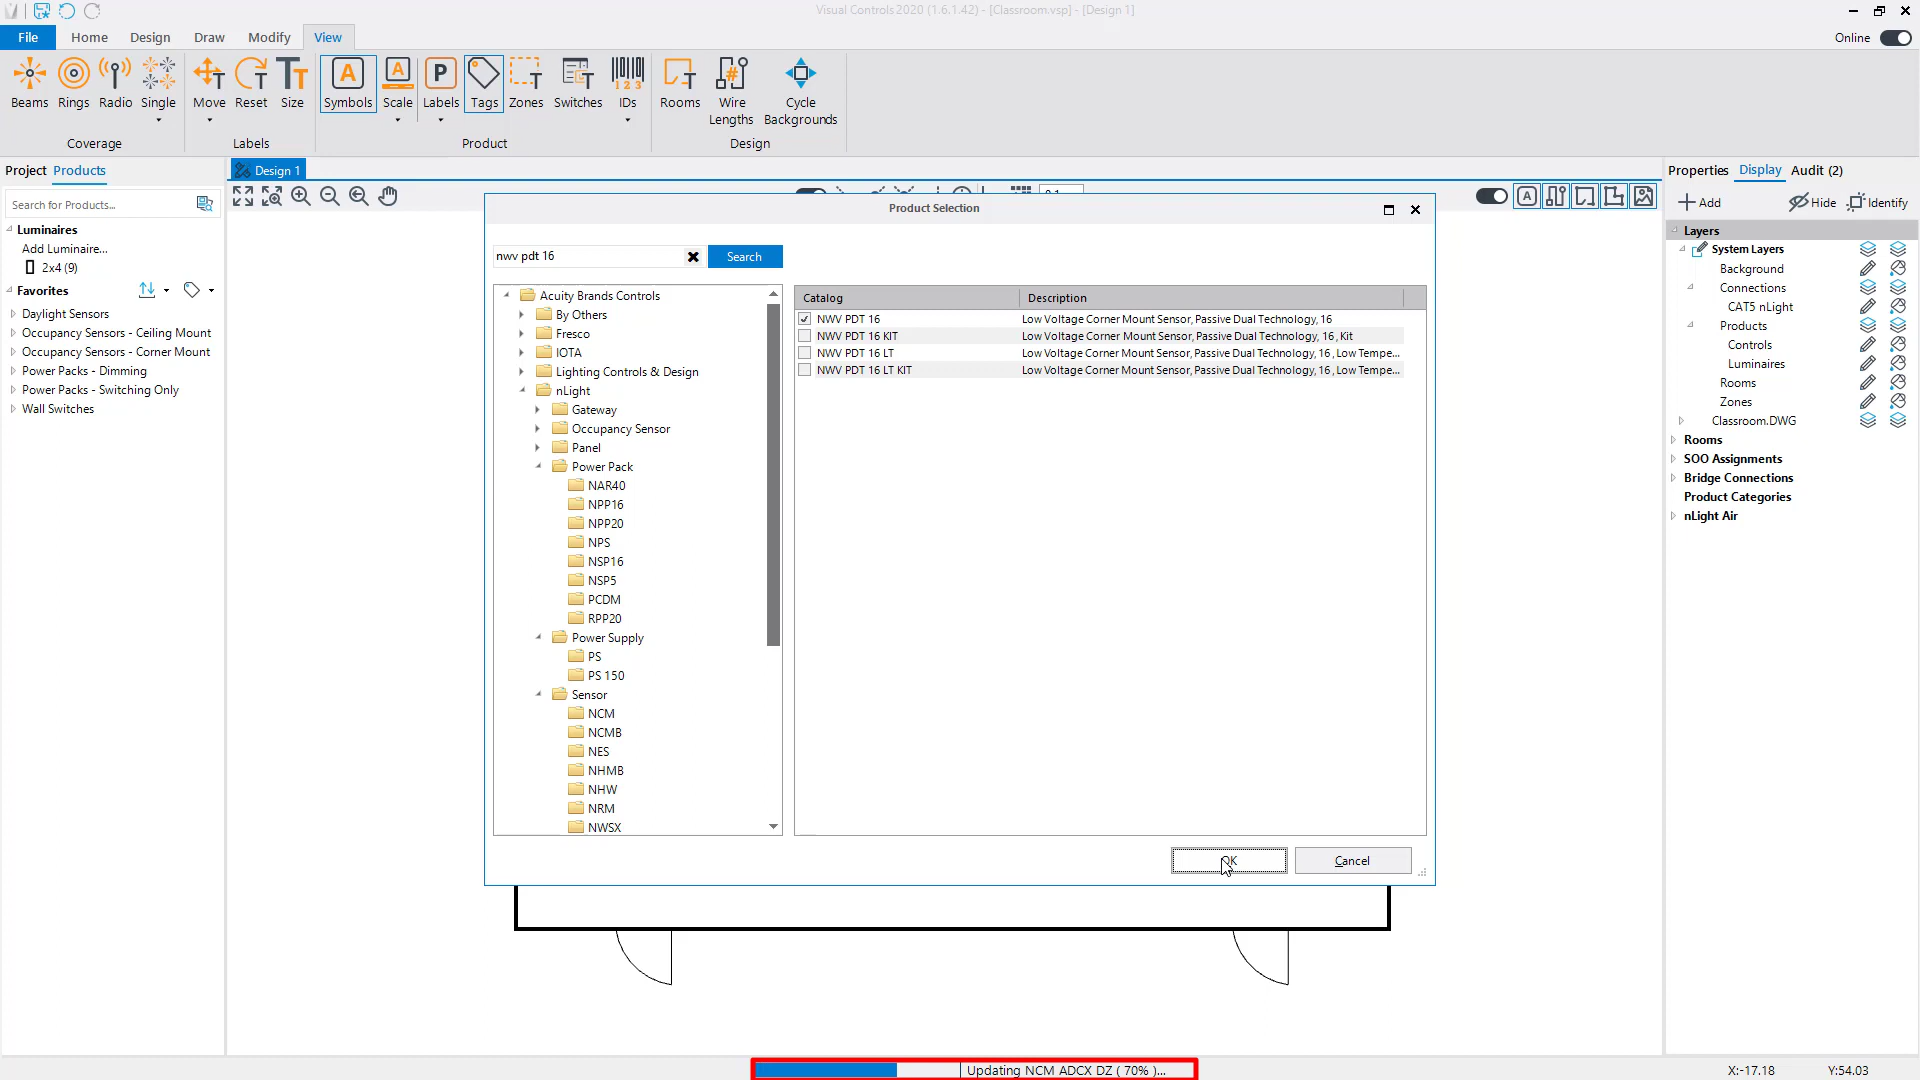 Visual Controls 2020 (1.6.1.42) - [Classroom.vsp] - [Design 1]
File Home Design Draw Modify View Online
Beams Rings Radio Single Move Reset Size Symbols Scale Labels Tags Zones Switches IDs Rooms Wire Lengths Cycle Backgrounds
Coverage Labels Product Design
Project Products
Design 1
Properties Display Audit (2)
Search for Products...
Add Hide Identify
Luminaires
Add Luminaire...
2x4 (9)
Favorites
Daylight Sensors
Occupancy Sensors - Ceiling Mount
Occupancy Sensors - Corner Mount
Power Packs - Dimming
Power Packs - Switching Only
Wall Switches
Product Selection
nwv pdt 16
Search
Acuity Brands Controls
By Others
Fresco
IOTA
Lighting Controls & Design
nLight
Gateway
Occupancy Sensor
Panel
Power Pack
NAR40
NPP16
NPP20
NPS
NSP16
NSP5
PCDM
RPP20
Power Supply
PS
PS 150
Sensor
NCM
NCMB
NES
NHMB
NHW
NRM
NWSX
Catalog Description
NWV PDT 16 Low Voltage Corner Mount Sensor, Passive Dual Technology, 16
NWV PDT 16 KIT Low Voltage Corner Mount Sensor, Passive Dual Technology, 16 , Kit
NWV PDT 16 LT Low Voltage Corner Mount Sensor, Passive Dual Technology, 16 , Low Tempe...
NWV PDT 16 LT KIT Low Voltage Corner Mount Sensor, Passive Dual Technology, 16 , Low Tempe...
OK Cancel
Layers
System Layers
Background
Connections
CAT5 nLight
Products
Controls
Luminaires
Rooms
Zones
Classroom.DWG
Rooms
SOO Assignments
Bridge Connections
Product Categories
nLight Air
Updating NCM ADCX DZ ( 70% )...
X:-17.18 Y:54.03